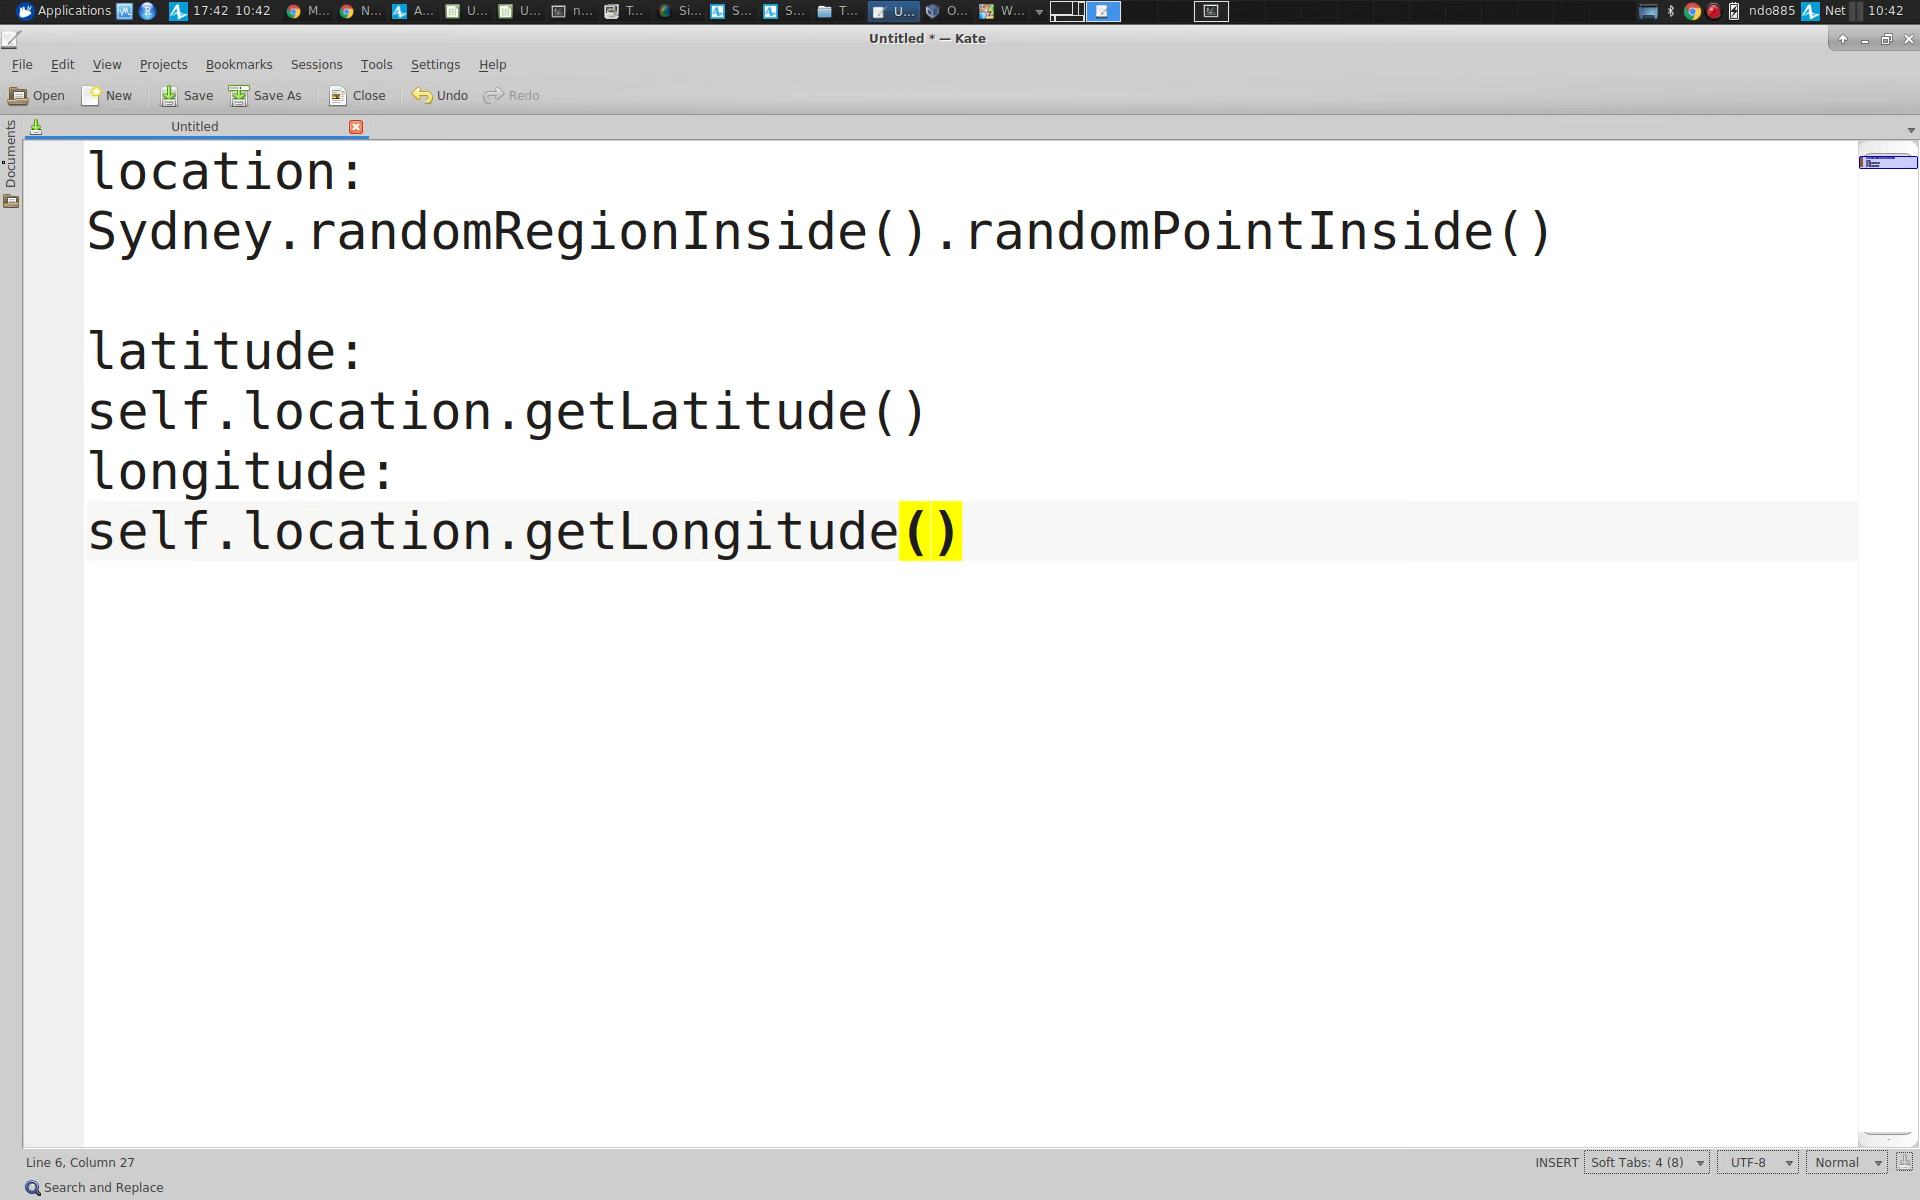 Applications 17:42 10:42 M... N... A... U... U... n... T... Si... S... S... T... U... O... W... ndo885 Net 10:42
Untitled * — Kate
File Edit View Projects Bookmarks Sessions Tools Settings Help
Open New Save Save As Close Undo Redo
Documents
Untitled
location:
Sydney.randomRegionInside().randomPointInside()
latitude:
self.location.getLatitude()
longitude:
self.location.getLongitude()
Line 6, Column 27 INSERT Soft Tabs: 4 (8) UTF-8 Normal
Search and Replace